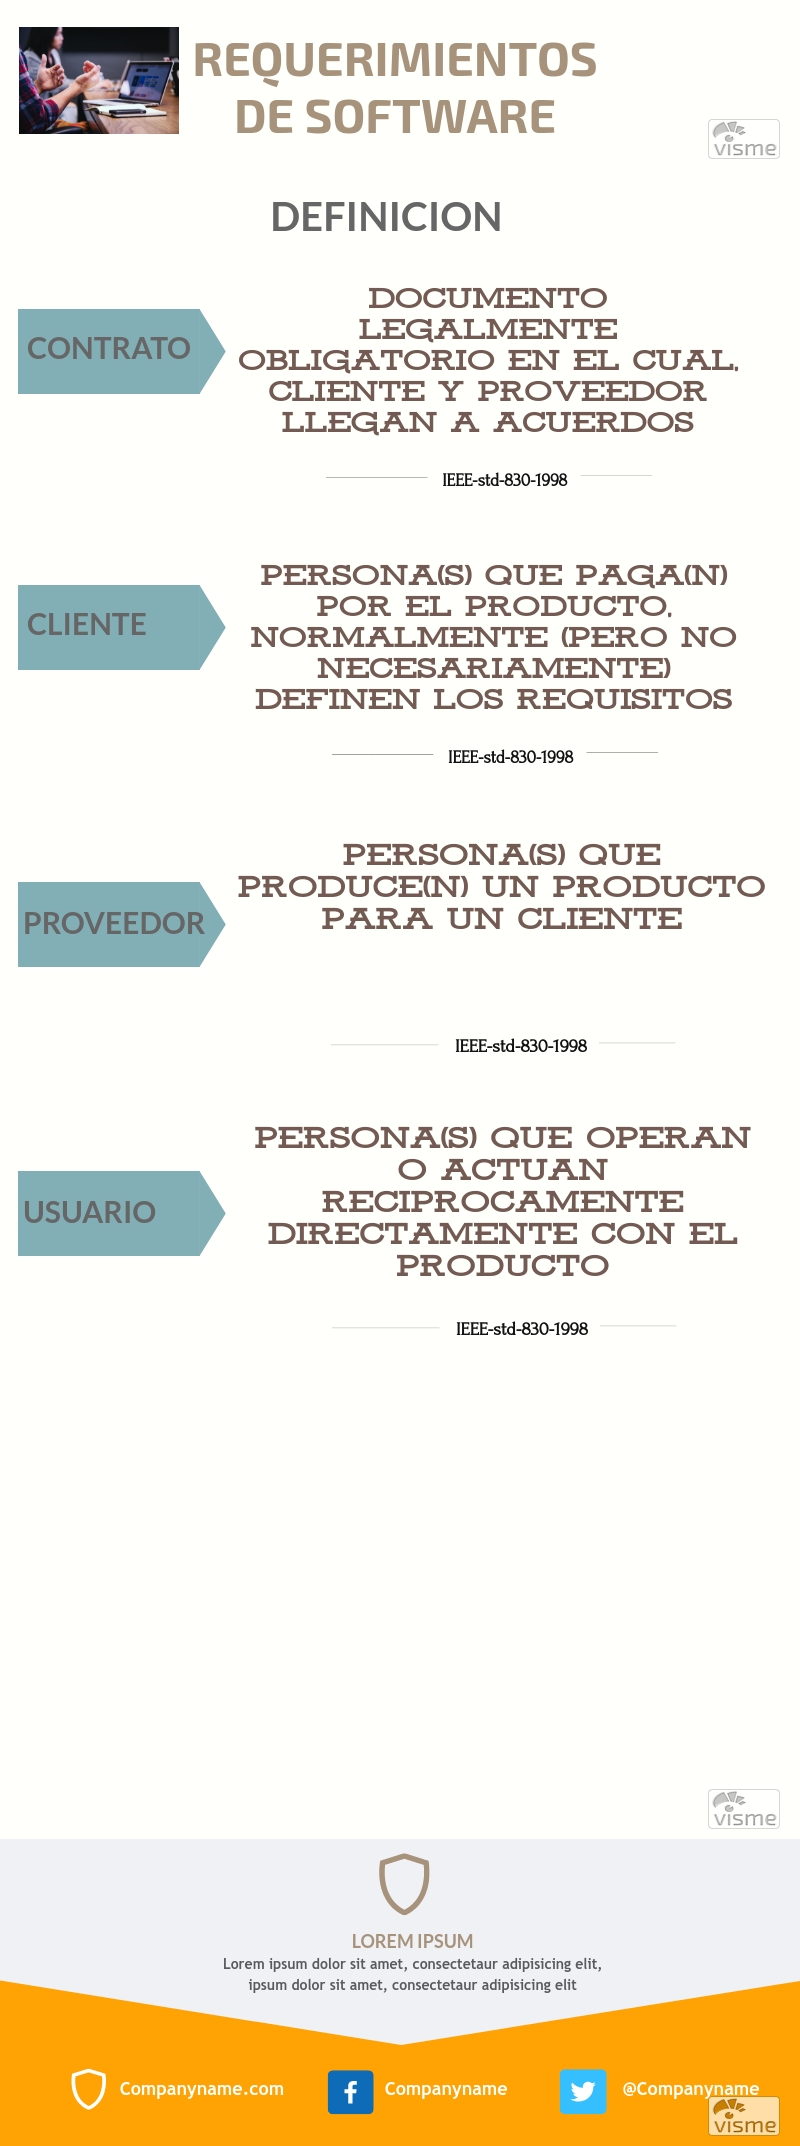 REQUERIMIENTOS
DE SOFTWARE
visme
DEFINICION
CONTRATO
DOCUMENTO
LEGALMENTE
OBLIGATORIO EN EL CUAL,
CLIENTE Y PROVEEDOR
LLEGAN A ACUERDOS
IEEE-std-830-1998
CLIENTE
PERSONA(S) QUE PAGA(N)
POR EL PRODUCTO,
NORMALMENTE (PERO NO
NECESARIAMENTE)
DEFINEN LOS REQUISITOS
IEEE-std-830-1998
PROVEEDOR
PERSONA(S) QUE
PRODUCE(N) UN PRODUCTO
PARA UN CLIENTE
IEEE-std-830-1998
USUARIO
PERSONA(S) QUE OPERAN
O ACTUAN
RECIPROCAMENTE
DIRECTAMENTE CON EL
PRODUCTO
IEEE-std-830-1998
visme
LOREM IPSUM
Lorem ipsum dolor sit amet, consectetaur adipisicing elit,
ipsum dolor sit amet, consectetaur adipisicing elit
Companyname.com
Companyname
@Companyname
visme